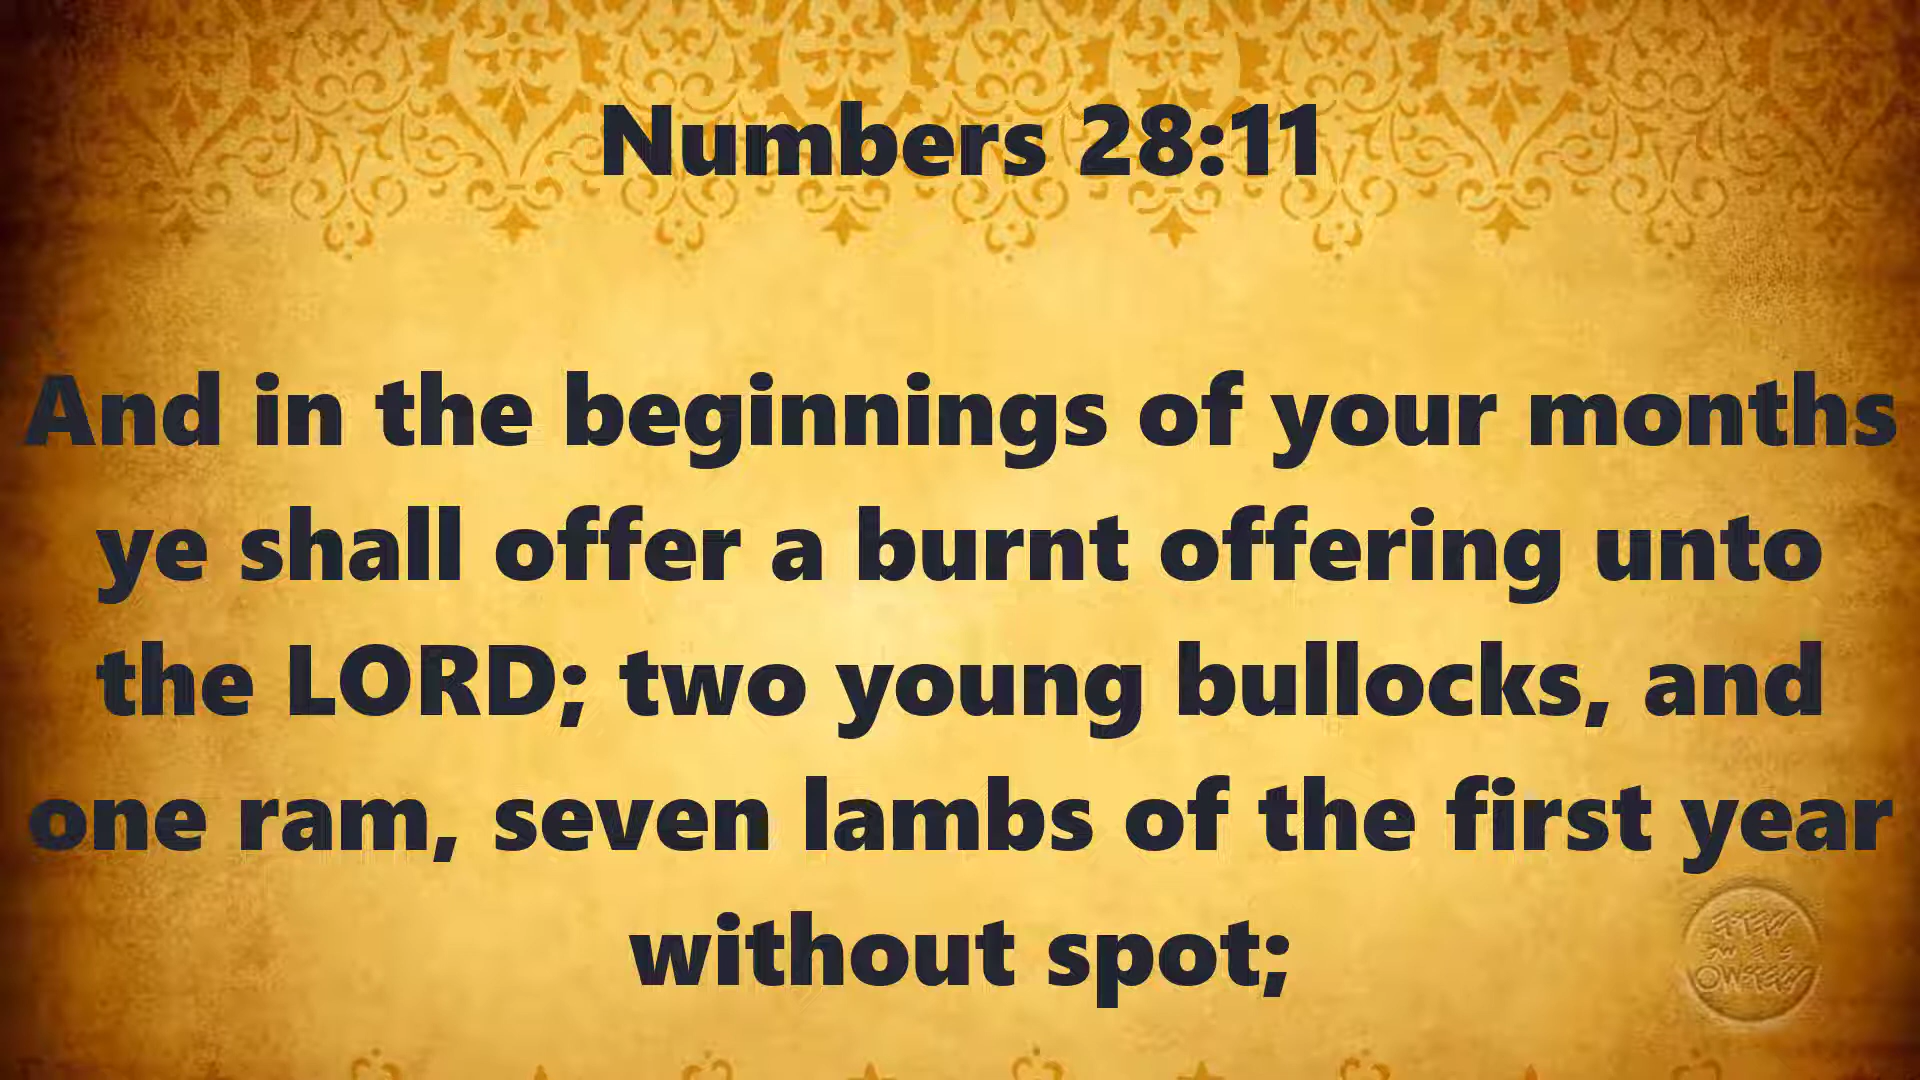 Numbers 28:11
And in the beginnings of your months
ye shall offer a burnt offering unto
the LORD; two young bullocks, and
one ram, seven lambs of the first year
without spot;